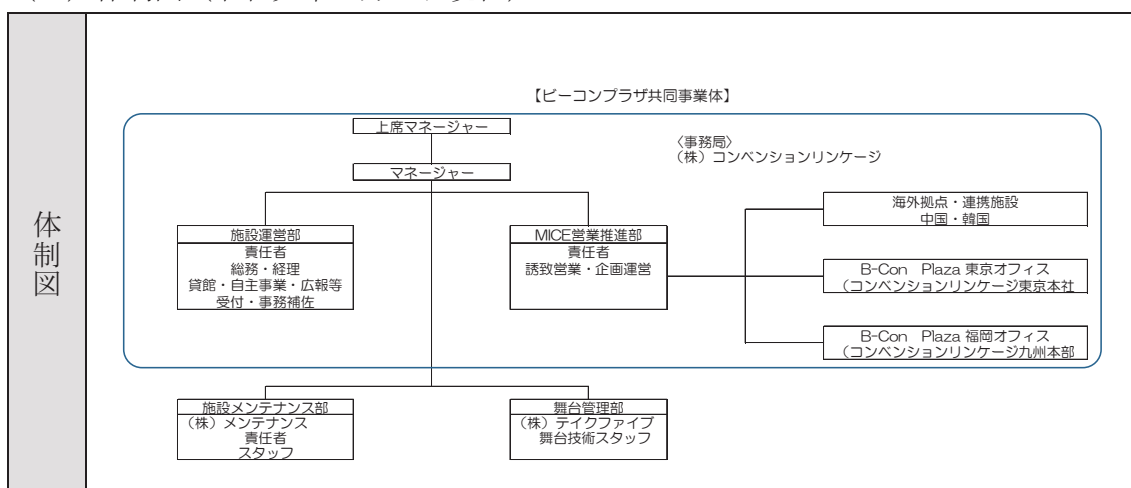 体制図
【ビーコンプラザ共同事業体】
上席マネージャー
〈事務局〉
（株）コンベンションリンケージ
マネージャー
施設運営部
責任者
総務・経理
貸館・自主事業・広報等
受付・事務補佐
MICE営業推進部
責任者
誘致営業・企画運営
海外拠点・連携施設
中国・韓国
B-Con Plaza 東京オフィス
（コンベンションリンケージ東京本社
B-Con Plaza 福岡オフィス
（コンベンションリンケージ九州本部
施設メンテナンス部
（株）メンテナンス
責任者
スタッフ
舞台管理部
（株）テイクファイブ
舞台技術スタッフ